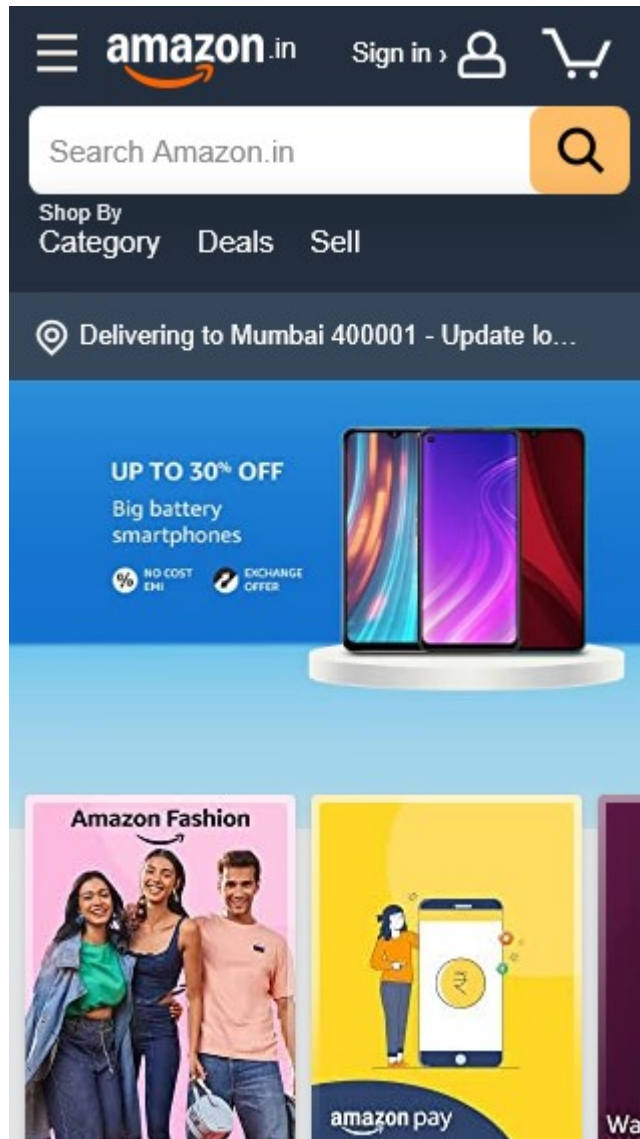 amazon.in
Sign in ›
Search Amazon.in
Shop By
Category Deals Sell
Delivering to Mumbai 400001 - Update lo...
UP TO 30% OFF
Big battery
smartphones
% NO COST
EMI
EXCHANGE
OFFER
Amazon Fashion
₹
amazon pay
Wa